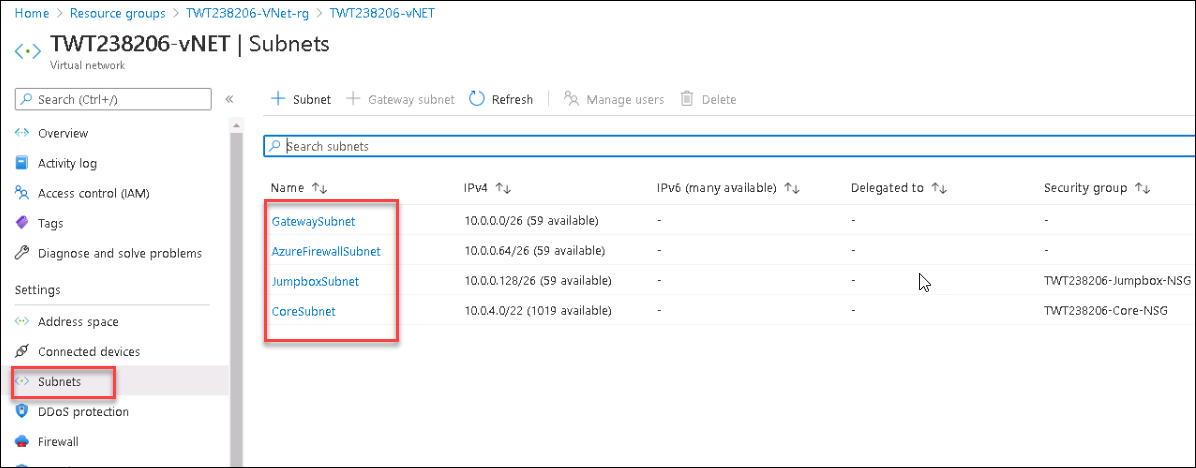 Home > Resource groups > TWT238206-VNet-rg > TWT238206-vNET
TWT238206-vNET | Subnets
Virtual network
Search (Ctrl+/) «
+ Subnet + Gateway subnet Refresh Manage users Delete
Overview
Activity log
Access control (IAM)
Tags
Diagnose and solve problems
Settings
Address space
Connected devices
Subnets
DDoS protection
Firewall
Search subnets
Name ↑↓ IPv4 ↑↓ IPv6 (many available) ↑↓ Delegated to ↑↓ Security group ↑↓
GatewaySubnet 10.0.0.0/26 (59 available) - - -
AzureFirewallSubnet 10.0.0.64/26 (59 available) - - -
JumpboxSubnet 10.0.0.128/26 (59 available) - - TWT238206-Jumpbox-NSG
CoreSubnet 10.0.4.0/22 (1019 available) - - TWT238206-Core-NSG